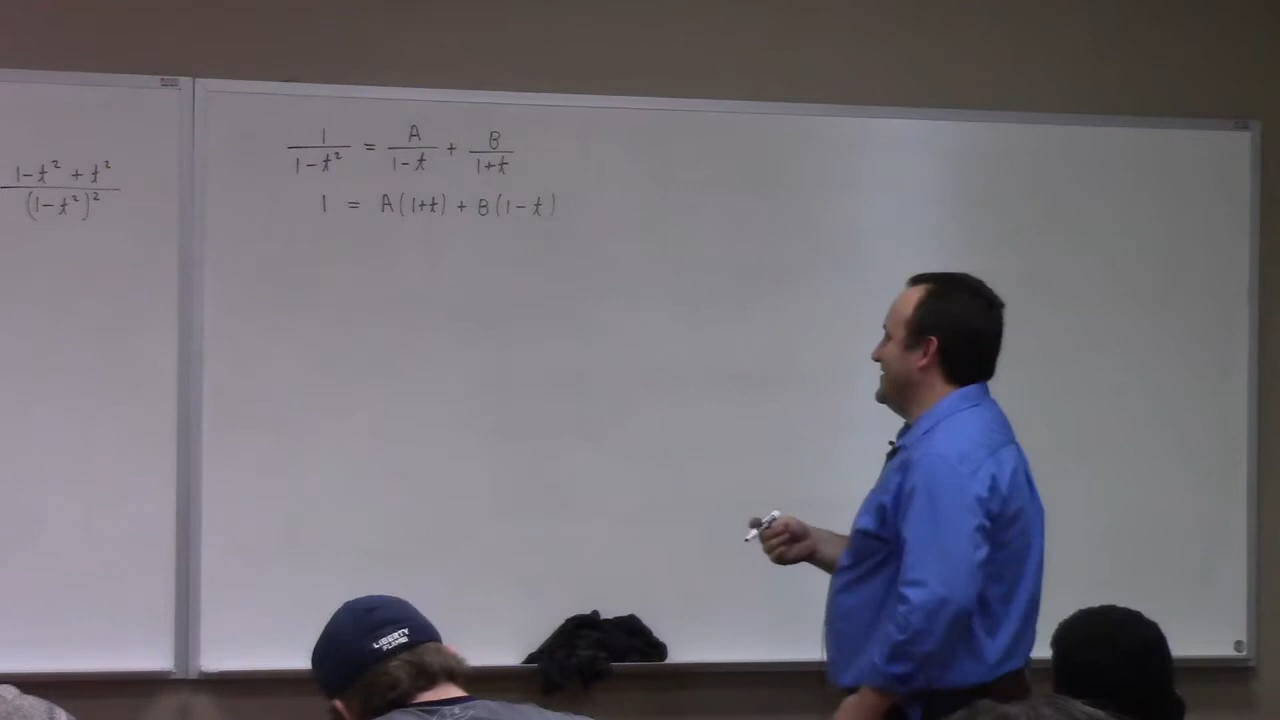 1-t² + t²
(1-t²)²
1/(1-t²) = A/(1-t) + B/(1+t)
1 = A(1+t) + B(1-t)
LIBERTY
FLAMES